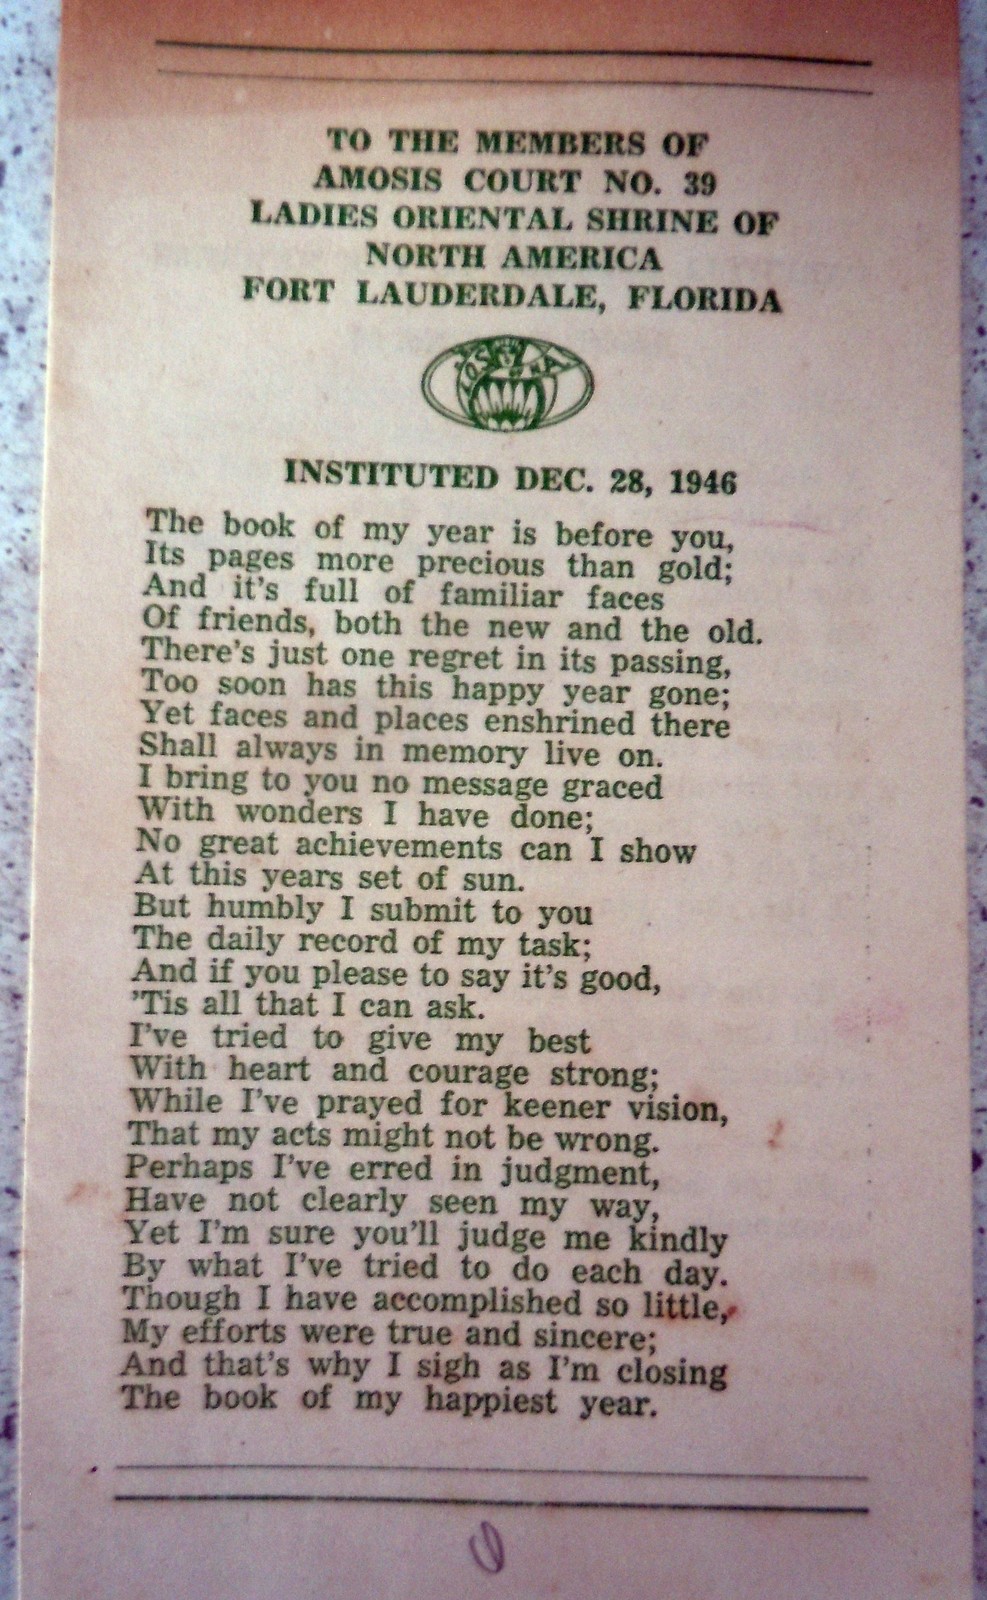 TO THE MEMBERS OF
AMOSIS COURT NO. 39
LADIES ORIENTAL SHRINE OF
NORTH AMERICA
FORT LAUDERDALE, FLORIDA
INSTITUTED DEC. 28, 1946
The book of my year is before you,
Its pages more precious than gold;
And it's full of familiar faces
Of friends, both the new and the old.
There's just one regret in its passing,
Too soon has this happy year gone;
Yet faces and places enshrined there
Shall always in memory live on.
I bring to you no message graced
With wonders I have done;
No great achievements can I show
At this years set of sun.
But humbly I submit to you
The daily record of my task;
And if you please to say it's good,
'Tis all that I can ask.
I've tried to give my best
With heart and courage strong;
While I've prayed for keener vision,
That my acts might not be wrong.
Perhaps I've erred in judgment,
Have not clearly seen my way,
Yet I'm sure you'll judge me kindly
By what I've tried to do each day.
Though I have accomplished so little,
My efforts were true and sincere;
And that's why I sigh as I'm closing
The book of my happiest year.